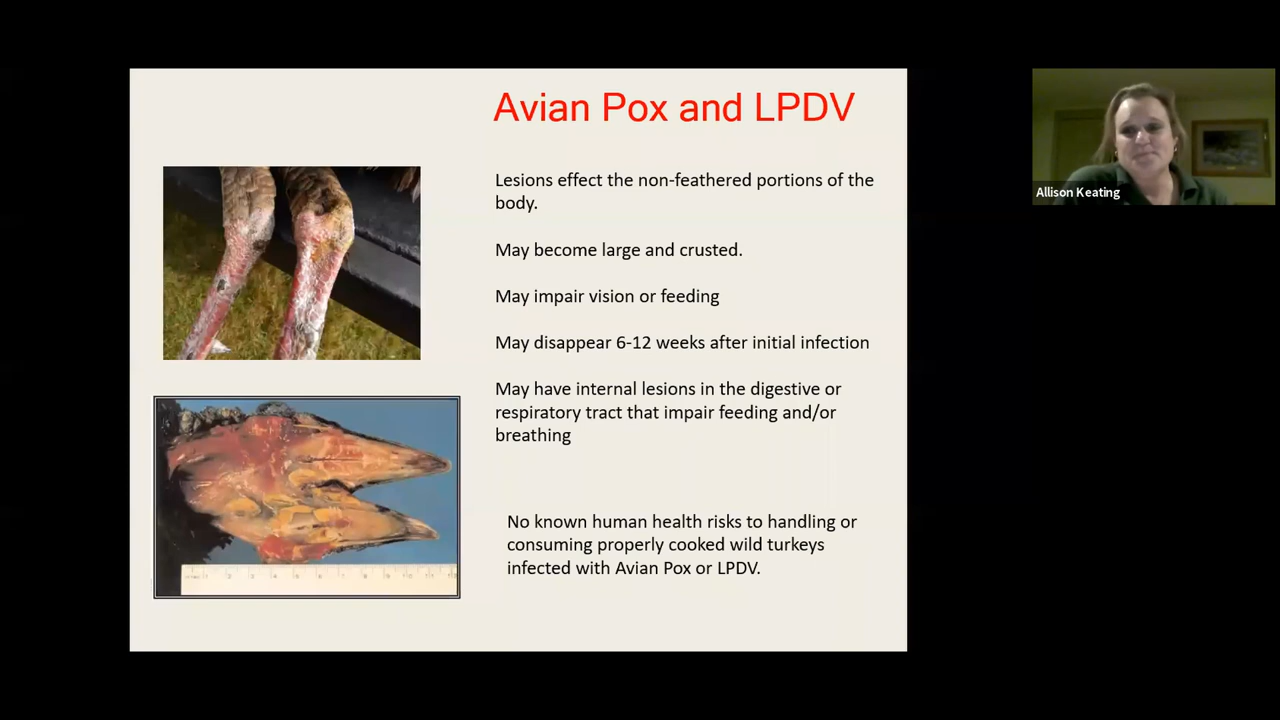 Avian Pox and LPDV
Lesions effect the non-feathered portions of the
body.
May become large and crusted.
May impair vision or feeding
May disappear 6-12 weeks after initial infection
May have internal lesions in the digestive or
respiratory tract that impair feeding and/or
breathing
No known human health risks to handling or
consuming properly cooked wild turkeys
infected with Avian Pox or LPDV.
Allison Keating